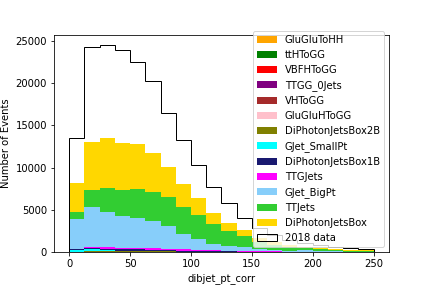 GluGluToHH
ttHToGG
VBFHToGG
TTGG_0Jets
VHToGG
GluGluHToGG
DiPhotonJetsBox2B
GJet_SmallPt
DiPhotonJetsBox1B
TTGJets
GJet_BigPt
TTJets
DiPhotonJetsBox
2018 data
25000
20000
15000
10000
5000
0
Number of Events
0 50 100 150 200 250
dibjet_pt_corr